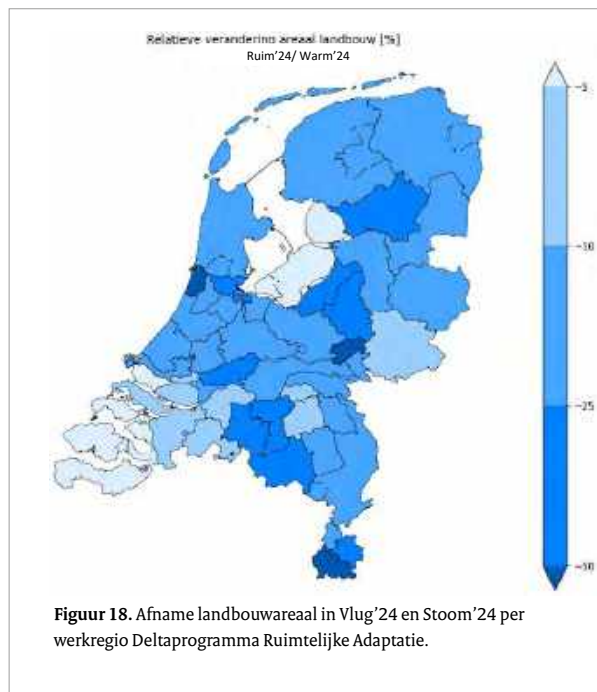 Relatieve verandering areaal landbouw [%]
Ruim'24/ Warm'24
-5
-10
-25
-50
Figuur 18. Afname landbouwareaal in Vlug'24 en Stoom'24 per
werkregio Deltaprogramma Ruimtelijke Adaptatie.